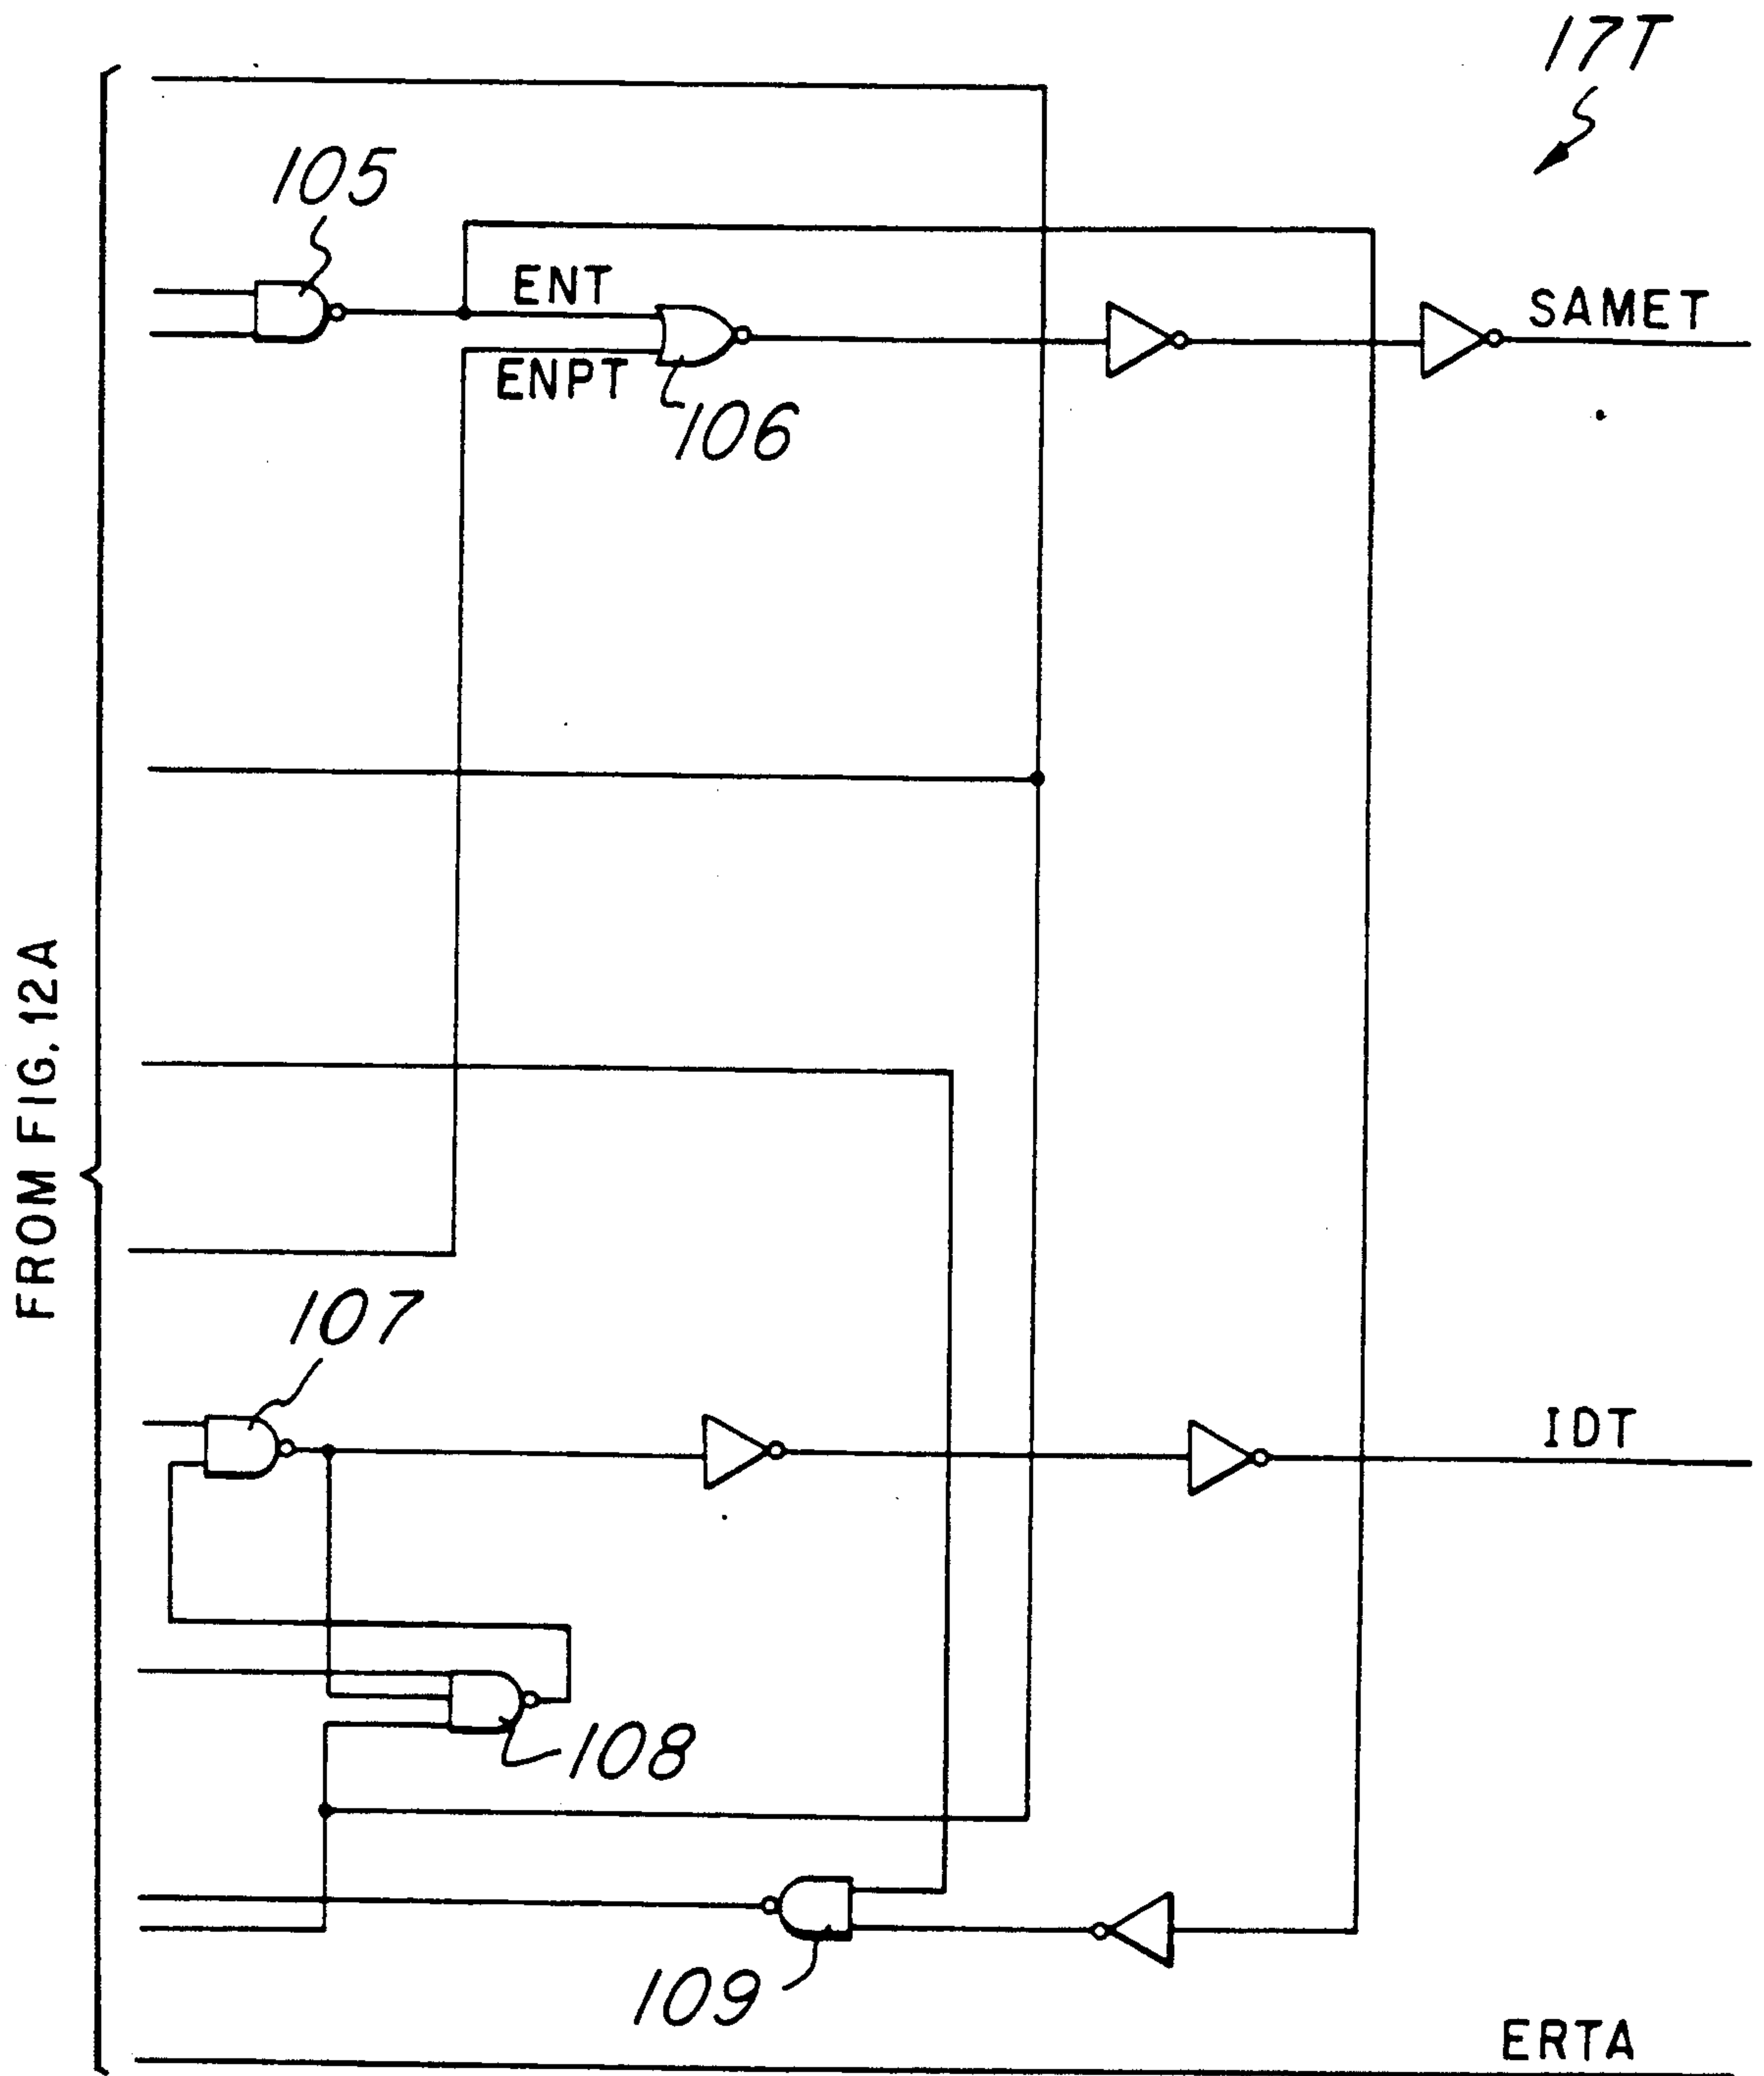 17T
105
ENT
SAMET
ENPT
106
FROM FIG. 12A
107
IDT
108
109
ERTA